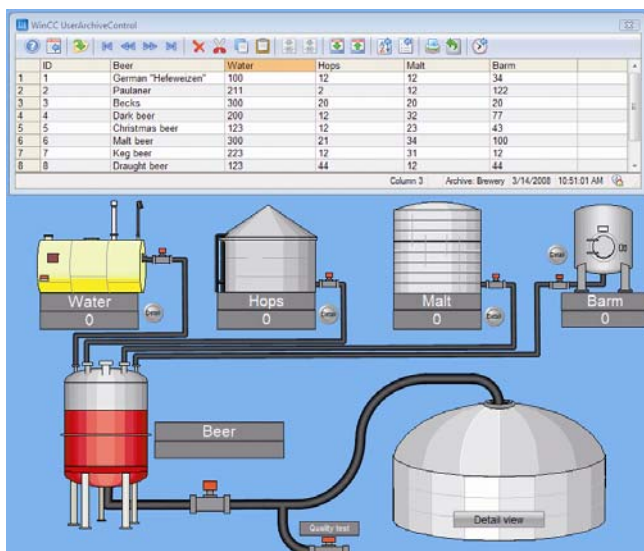 WinCC UserArchiveControl
ID Beer Water Hops Malt Barm
1 1 German "Hefeweizen" 100 12 12 34
2 2 Paulaner 211 2 12 122
3 3 Becks 300 20 20 20
4 4 Dark beer 200 12 32 77
5 5 Christmas beer 123 12 23 43
6 6 Malt beer 300 21 34 100
7 7 Keg beer 223 12 31 12
8 8 Draught beer 123 44 12 44
Column 3 Archive: Brewery 3/14/2008 10:51:01 AM
Detail
Water Hops Malt Barm
0 0 0 0
Detail Detail
Beer
Detail view
Quality test